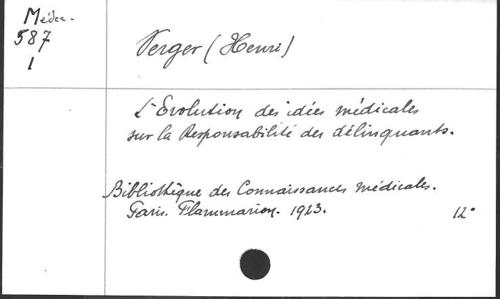 Médec.
587
1
Verger (Henri)
L'Evolution des idées médicales
sur la Responsabilité des délinquants.
Bibliothèque des Connaissances médicales.
Paris. Flammarion. 1923. 12°